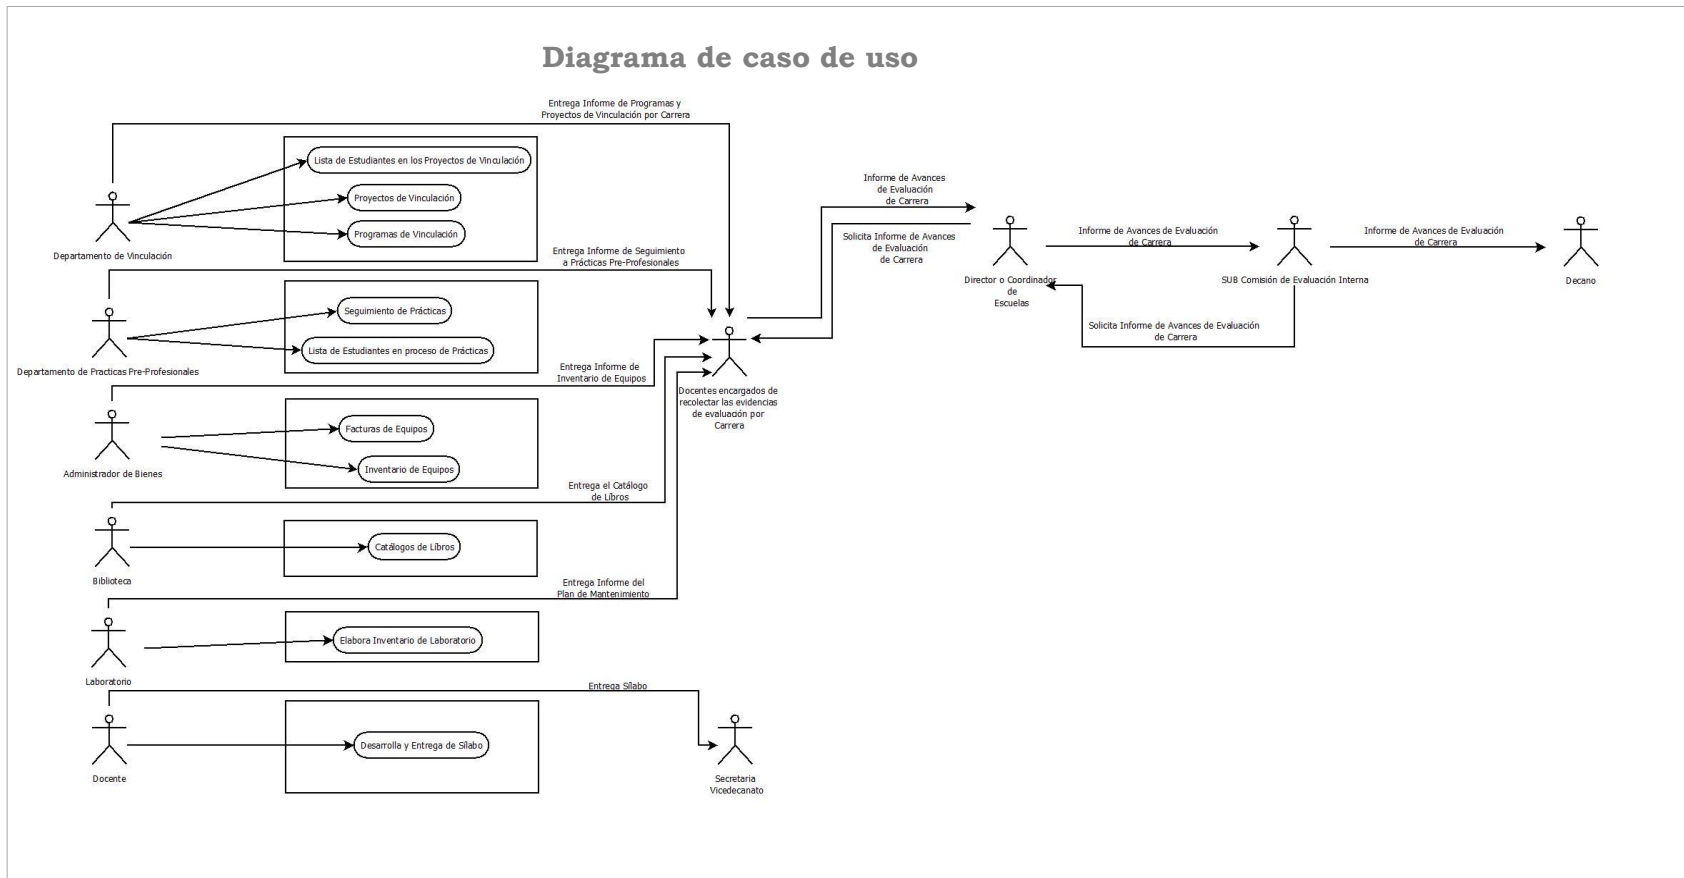 Diagrama de caso de uso
Entrega Informe de Programas y
Proyectos de Vinculación por Carrera
Lista de Estudiantes en los Proyectos de Vinculación
Proyectos de Vinculación
Programas de Vinculación
Departamento de Vinculación
Entrega Informe de Seguimiento
a Prácticas Pre-Profesionales
Seguimiento de Prácticas
Lista de Estudiantes en proceso de Prácticas
Departamento de Practicas Pre-Profesionales
Entrega Informe de
Inventario de Equipos
Facturas de Equipos
Inventario de Equipos
Administrador de Bienes
Entrega el Catálogo
de Líbros
Catálogos de Líbros
Biblioteca
Entrega Informe del
Plan de Mantenimiento
Elabora Inventario de Laboratorio
Laboratorio
Entrega Sílabo
Desarrolla y Entrega de Sílabo
Docente
Secretaria
Vicedecanato
Docentes encargados de
recolectar las evidencias
de evaluación por
Carrera
Informe de Avances
de Evaluación
de Carrera
Solicita Informe de Avances
de Evaluación
de Carrera
Director o Coordinador
de
Escuelas
Informe de Avances de Evaluación
de Carrera
Solicita Informe de Avances de Evaluación
de Carrera
SUB Comisión de Evaluación Interna
Informe de Avances de Evaluación
de Carrera
Decano